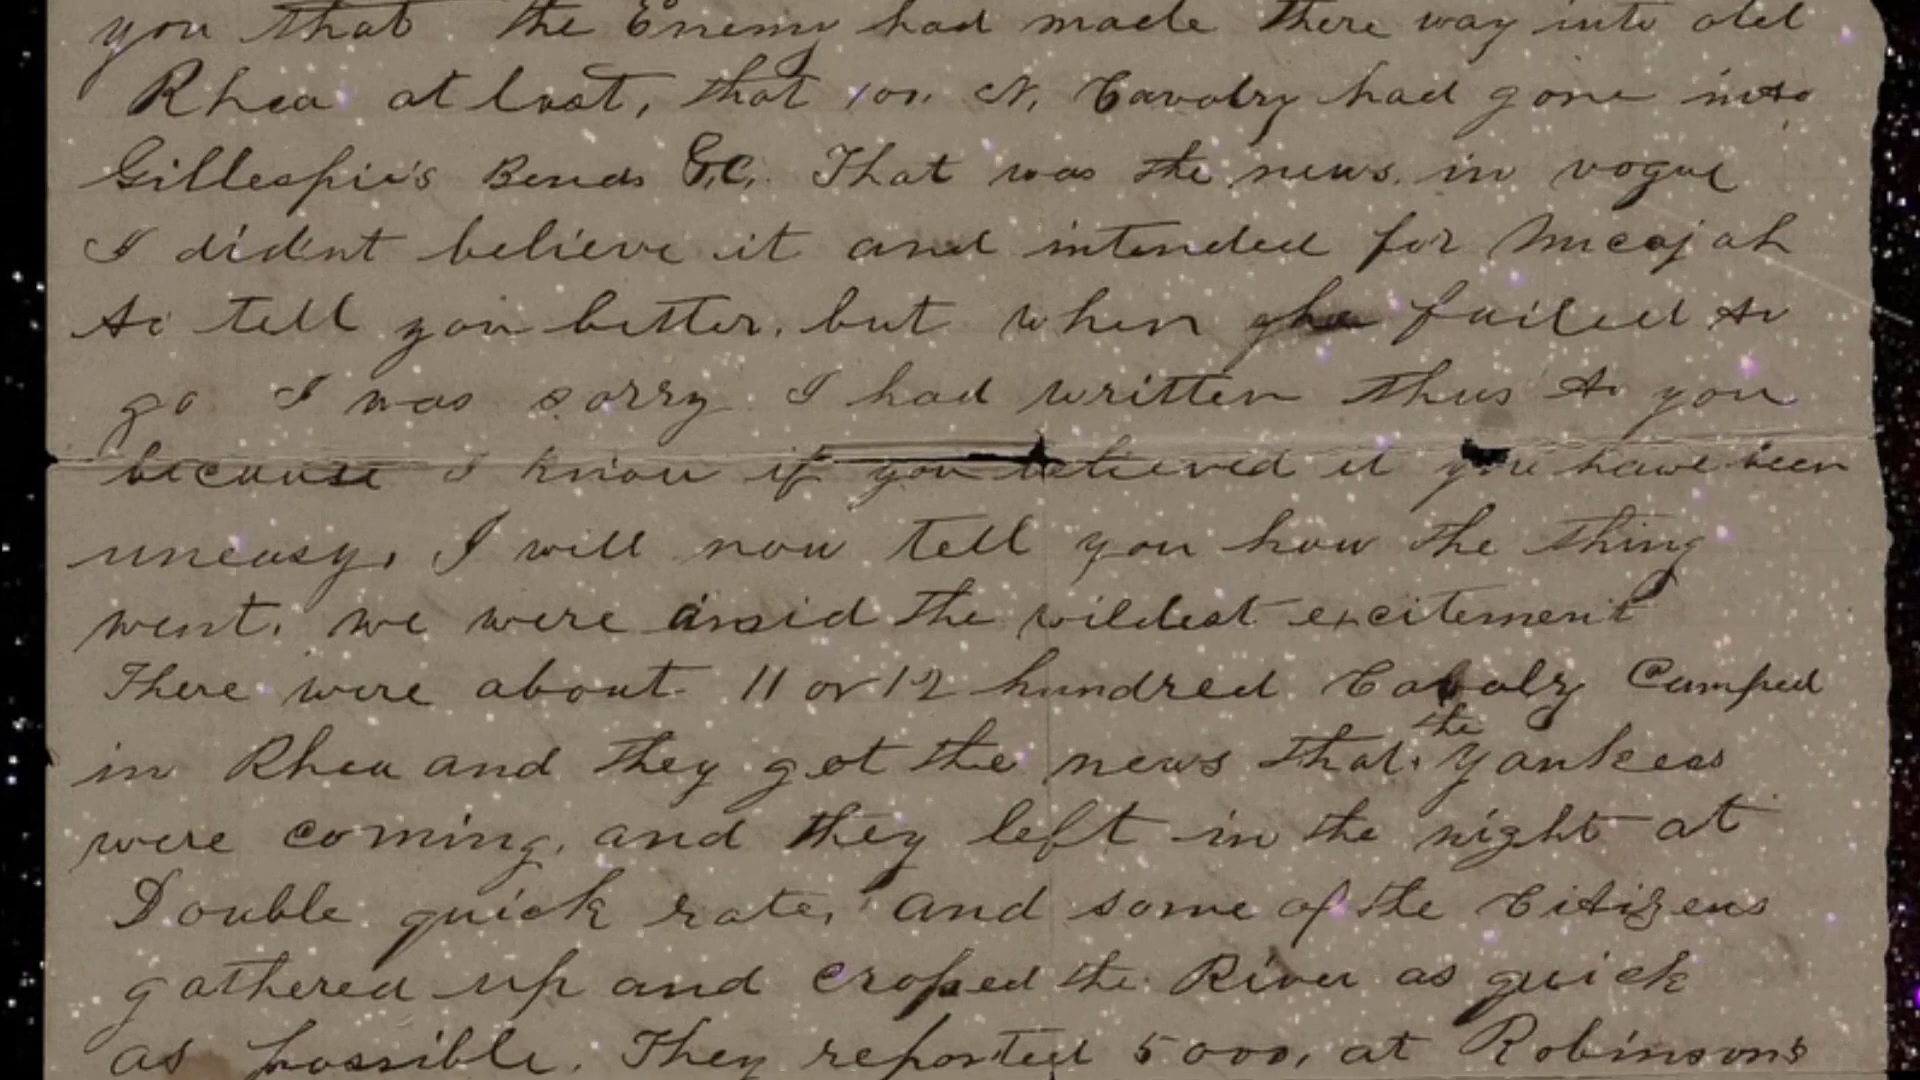 you that the Enemy had made there way into old
Rhea at last, that 100. N. Cavalry had gone into
Gillespie's Bends &C. That was the news in vogue
I didn't believe it and intended for Micajah
to tell you better. but when he failed to
go I was sorry I had written thus to you
because I know if you believed it you have been
uneasy. I will now tell you how the thing
went. we were amid the wildest excitement
There were about 11 or 12 hundred Cavalry Camped
in Rhea and they got the news that the Yankees
were coming, and they left in the night at
Double quick rate, and some of the Citizens
gathered up and crossed the River as quick
as possible. They reported 5000, at Robinson's